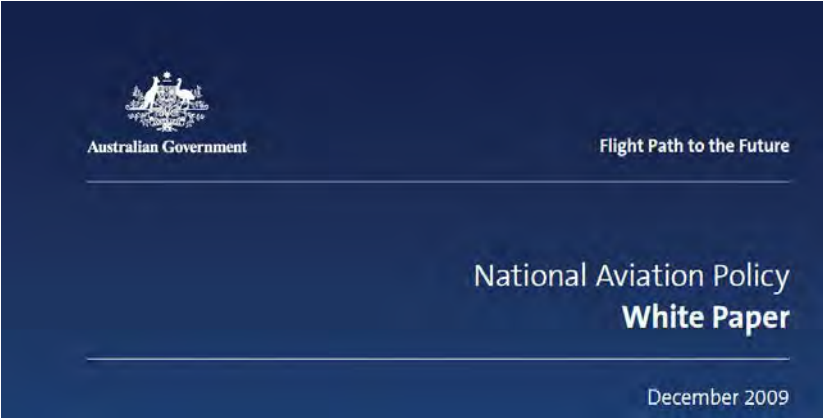 Australian Government
Flight Path to the Future
National Aviation Policy
White Paper
December 2009